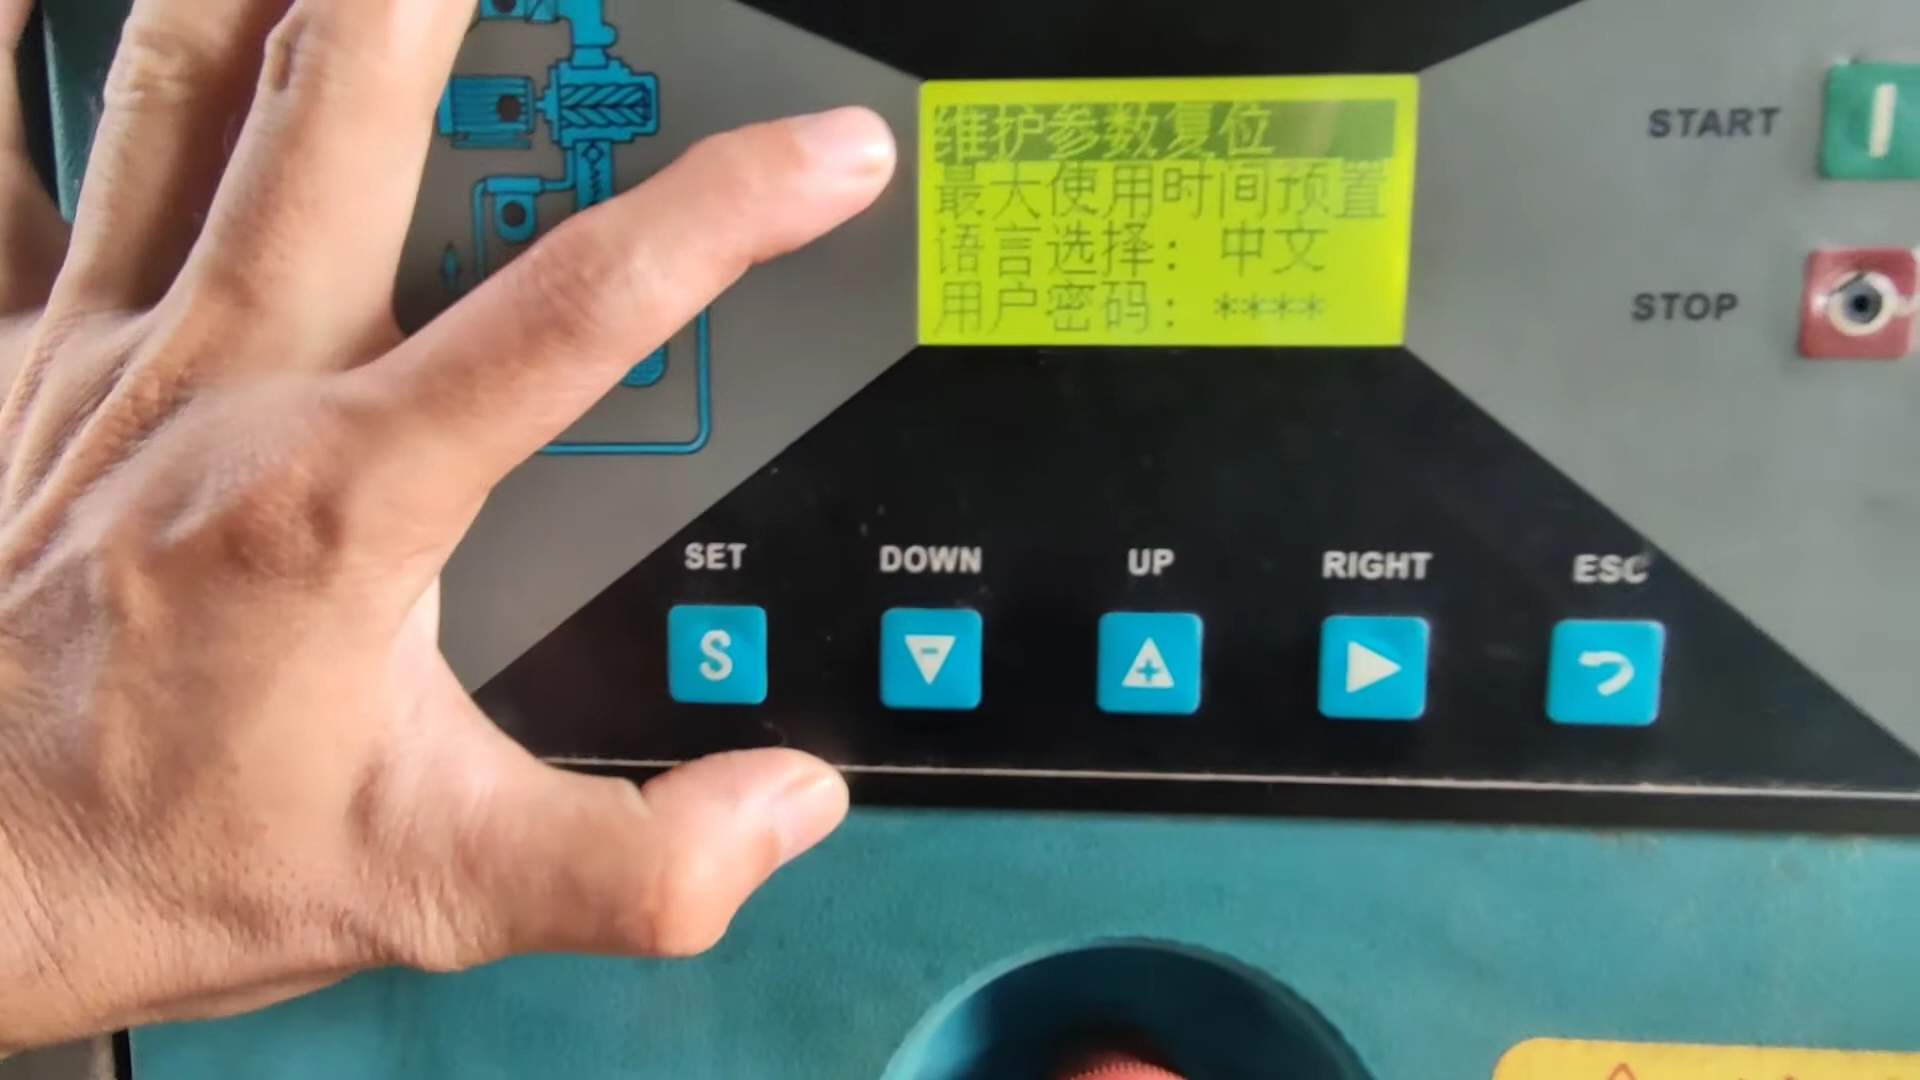 维护参数复位
最大使用时间预置
语言选择：中文
用户密码：****
START
STOP
SET
DOWN
UP
RIGHT
ESC
S